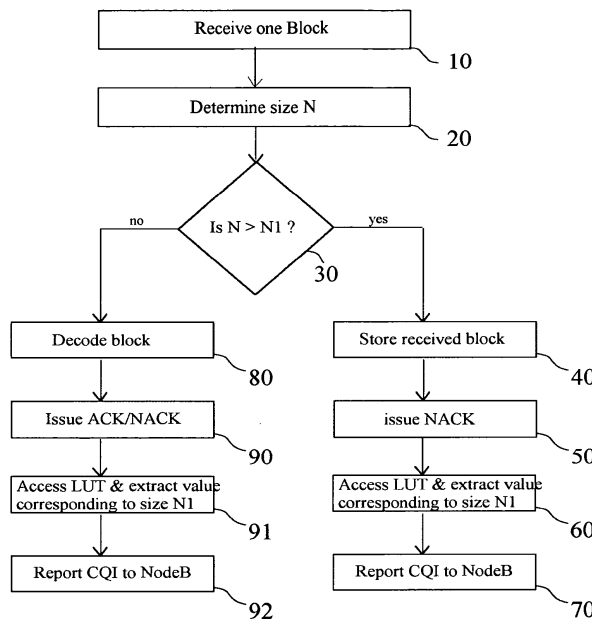 Receive one Block
10
Determine size N
20
Is N > N1 ?
no
yes
30
Decode block
80
Store received block
40
Issue ACK/NACK
90
issue NACK
50
Access LUT & extract value
corresponding to size N1
91
Access LUT & extract value
corresponding to size N1
60
Report CQI to NodeB
92
Report CQI to NodeB
70